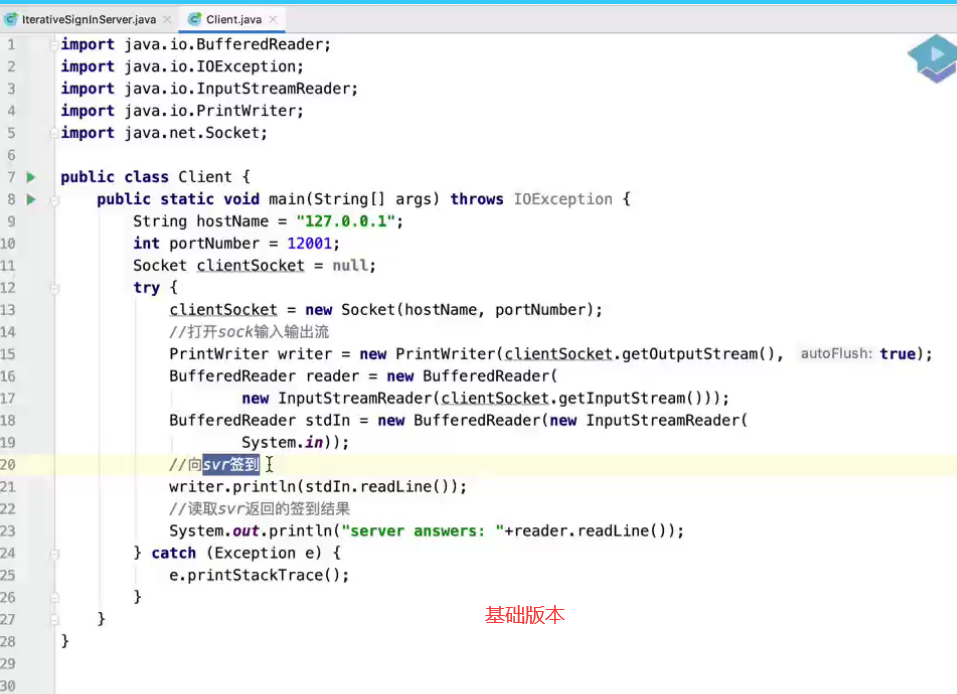 IterativeSignInServer.java × Client.java ×
1 import java.io.BufferedReader;
2 import java.io.IOException;
3 import java.io.InputStreamReader;
4 import java.io.PrintWriter;
5 import java.net.Socket;
6
7 public class Client {
8 public static void main(String[] args) throws IOException {
9 String hostName = "127.0.0.1";
10 int portNumber = 12001;
11 Socket clientSocket = null;
12 try {
13 clientSocket = new Socket(hostName, portNumber);
14 //打开sock输入输出流
15 PrintWriter writer = new PrintWriter(clientSocket.getOutputStream(), autoFlush: true);
16 BufferedReader reader = new BufferedReader(
17 new InputStreamReader(clientSocket.getInputStream()));
18 BufferedReader stdIn = new BufferedReader(new InputStreamReader(
19 System.in));
20 //向svr签到
21 writer.println(stdIn.readLine());
22 //读取svr返回的签到结果
23 System.out.println("server answers: "+reader.readLine());
24 } catch (Exception e) {
25 e.printStackTrace();
26 }
27 }
基础版本
28 }
29
30